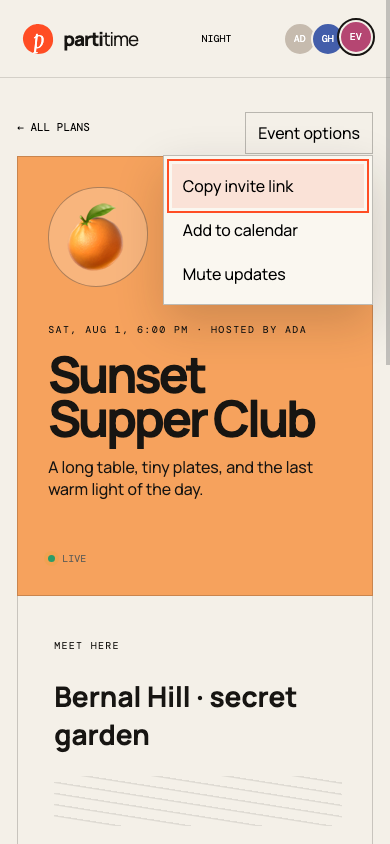 partitime
NIGHT
AD
GH
EV
← ALL PLANS
Event options
Copy invite link
Add to calendar
Mute updates
SAT, AUG 1, 6:00 PM · HOSTED BY ADA
Sunset
Supper Club
A long table, tiny plates, and the last
warm light of the day.
LIVE
MEET HERE
Bernal Hill · secret
garden